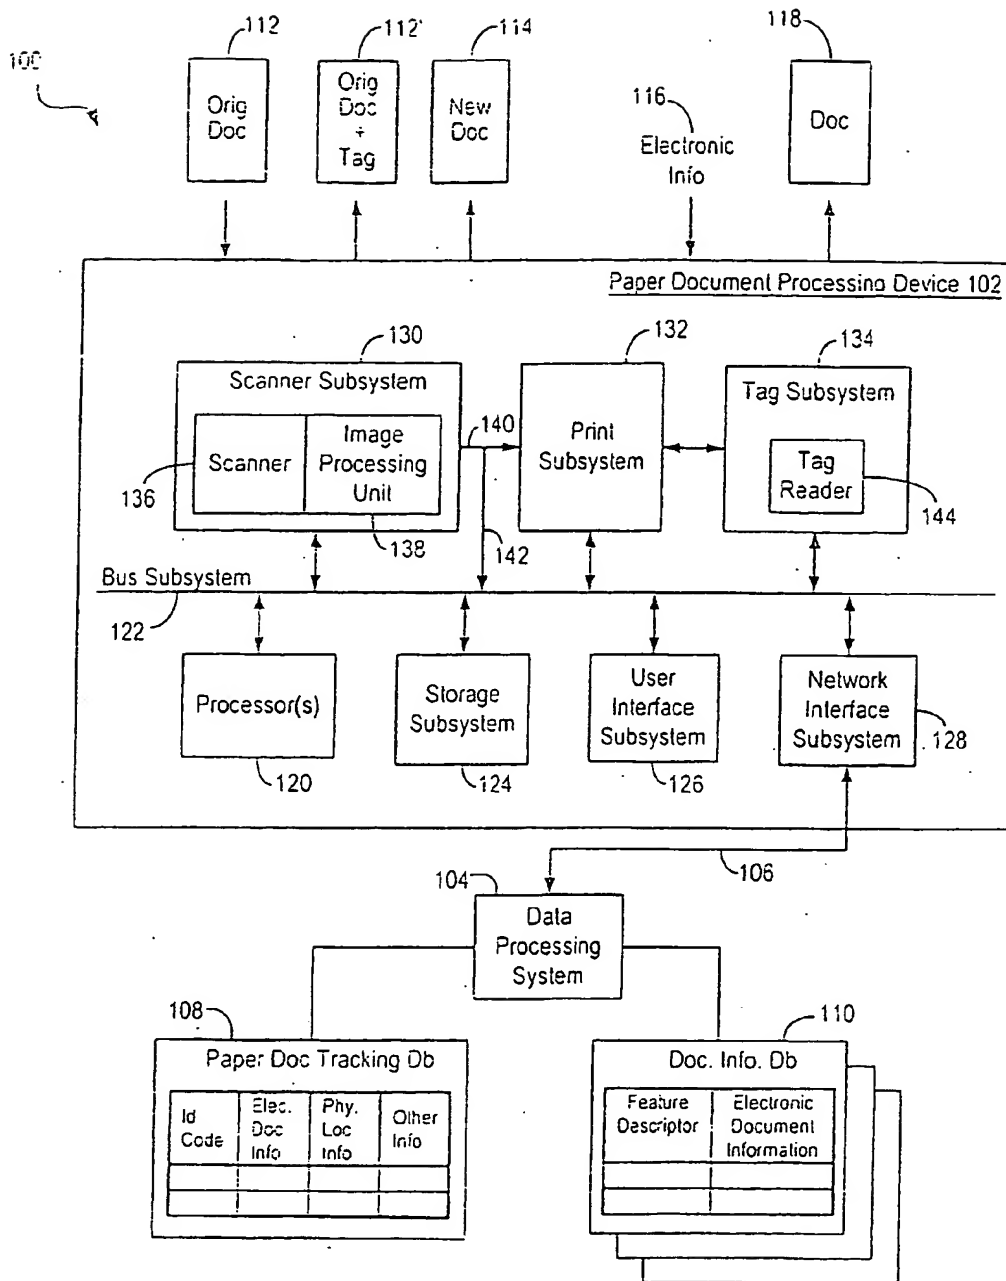 112
112'
114
118
100
Orig
Doc
Orig
Doc
+
Tag
New
Doc
116
Electronic
Info
Doc
Paper Document Processing Device 102
130
132
134
Scanner Subsystem
Tag Subsystem
140
Scanner
Image
Processing
Unit
Print
Subsystem
Tag
Reader
136
138
142
144
Bus Subsystem
122
Processor(s)
Storage
Subsystem
User
Interface
Subsystem
Network
Interface
Subsystem
128
120
124
126
106
104
Data
Processing
System
108
110
Paper Doc Tracking Db
Id
Code
Elec.
Doc
Info
Phy.
Loc
Info
Other
Info
Doc. Info. Db
Feature
Descriptor
Electronic
Document
Information